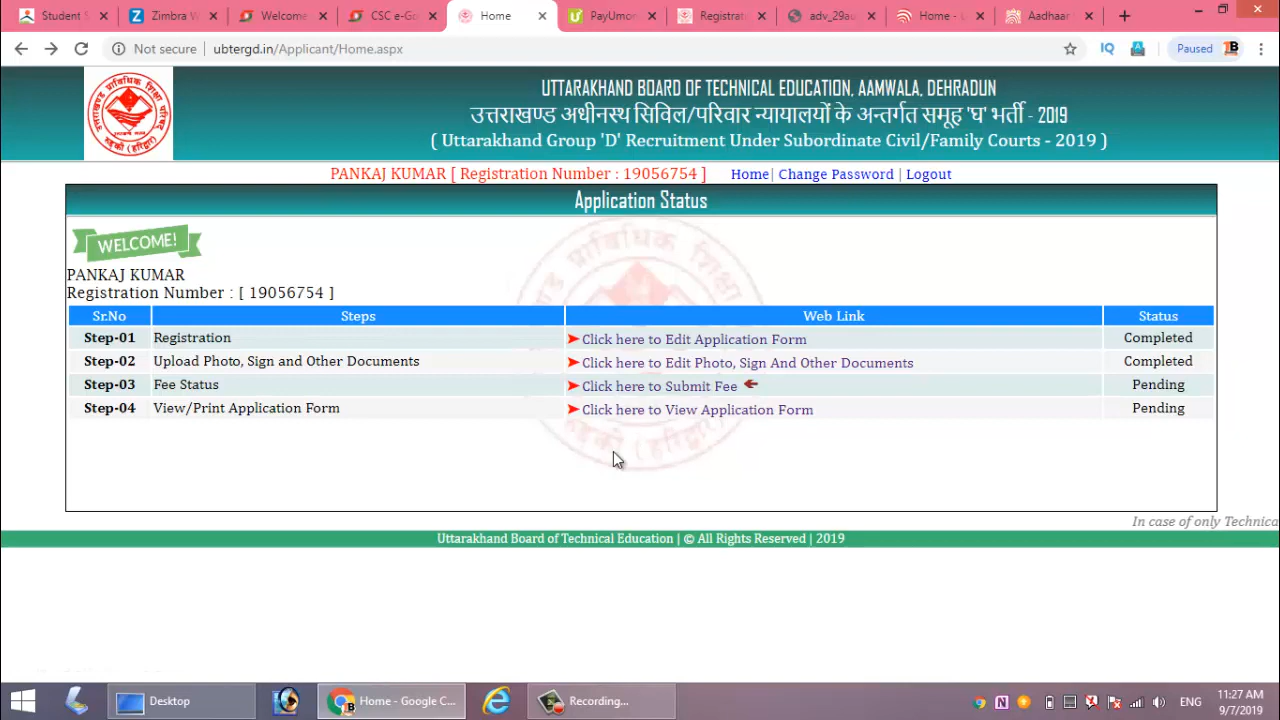 Student S
Zimbra W
Welcome
CSC e-Go
Home
PayUmon
Registrat
adv_29au
Home - U
Aadhaar
Not secure | ubtergd.in/Applicant/Home.aspx
IQ
Paused
UTTARAKHAND BOARD OF TECHNICAL EDUCATION, AAMWALA, DEHRADUN
उत्तराखण्ड अधीनस्थ सिविल/परिवार न्यायालयों के अन्तर्गत समूह 'घ' भर्ती - 2019
( Uttarakhand Group 'D' Recruitment Under Subordinate Civil/Family Courts - 2019 )
PANKAJ KUMAR [ Registration Number : 19056754 ] Home| Change Password | Logout
Application Status
WELCOME!
PANKAJ KUMAR
Registration Number : [ 19056754 ]
Sr.No Steps Web Link Status
Step-01 Registration Click here to Edit Application Form Completed
Step-02 Upload Photo, Sign and Other Documents Click here to Edit Photo, Sign And Other Documents Completed
Step-03 Fee Status Click here to Submit Fee Pending
Step-04 View/Print Application Form Click here to View Application Form Pending
In case of only Technica
Uttarakhand Board of Technical Education | © All Rights Reserved | 2019
Desktop
Home - Google C...
Recording...
ENG
11:27 AM
9/7/2019